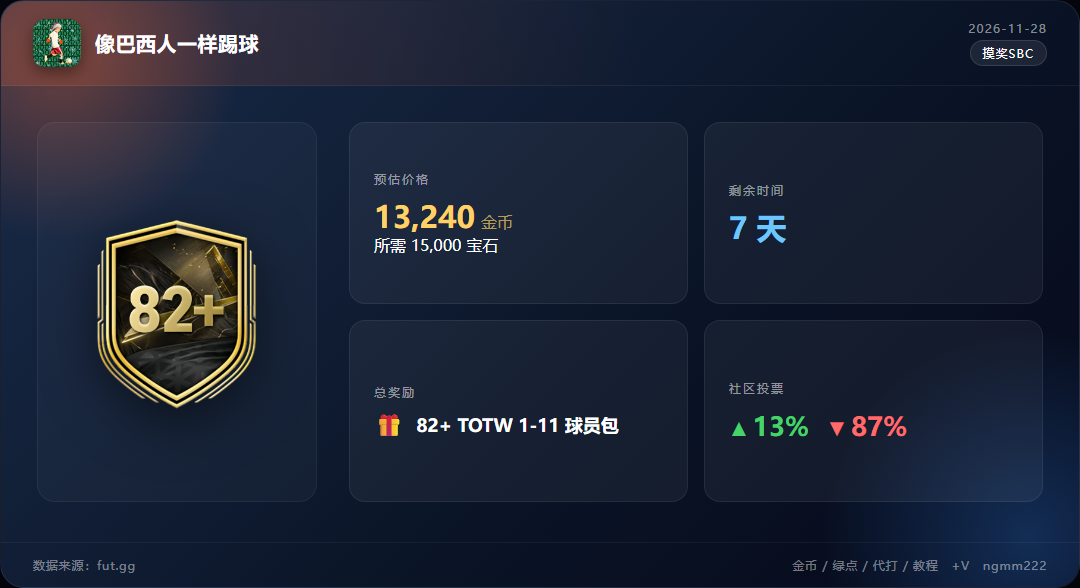 像巴西人一样踢球
2026-11-28
摸奖SBC
82+
预估价格
13,240 金币
所需 15,000 宝石
剩余时间
7 天
总奖励
82+ TOTW 1-11 球员包
社区投票
▲13% ▼87%
数据来源：fut.gg
金币 / 绿点 / 代打 / 教程 +V ngmm222